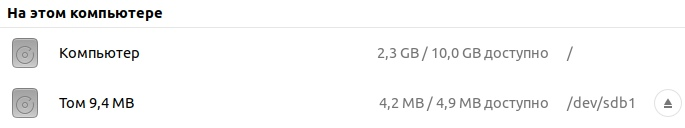 На этом компьютере
Компьютер 2,3 GB / 10,0 GB доступно /
Том 9,4 MB 4,2 MB / 4,9 MB доступно /dev/sdb1